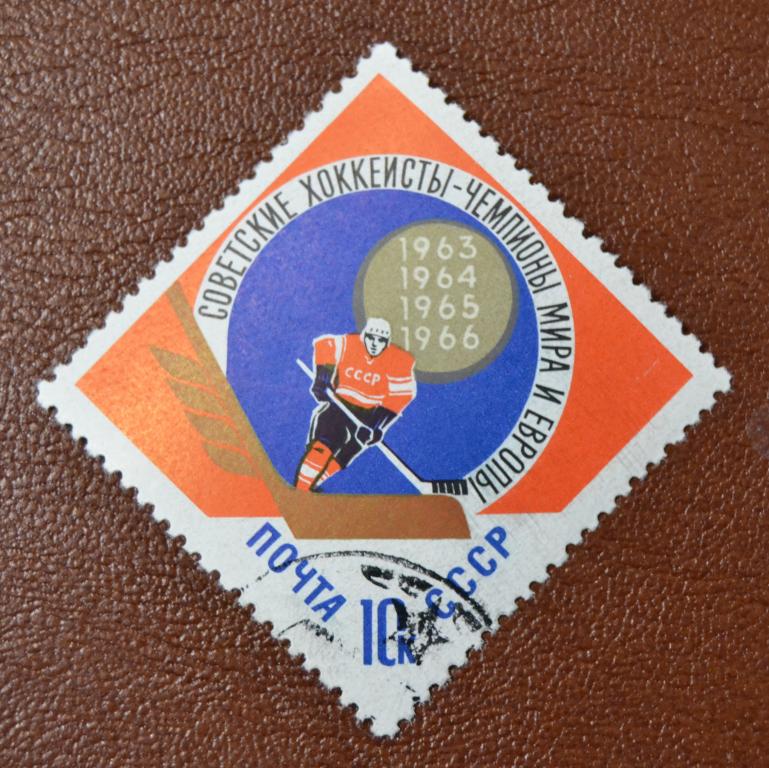 СОВЕТСКИЕ ХОККЕИСТЫ-ЧЕМПИОНЫ МИРА И ЕВРОПЫ
1963
1964
1965
1966
СССР
ПОЧТА СССР
10к